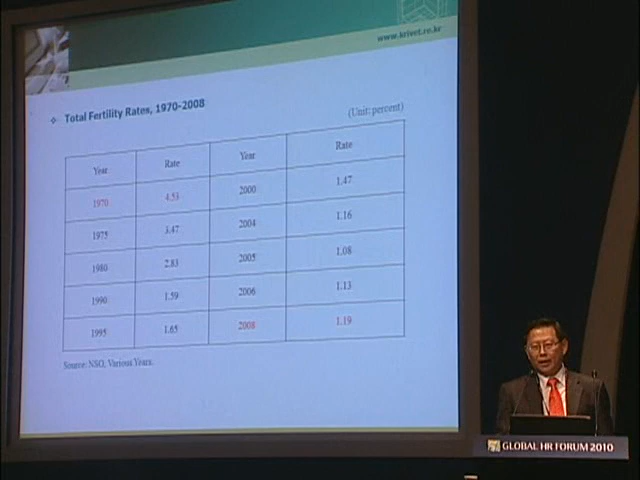 www.krivet.re.kr
Total Fertility Rates, 1970-2008
(Unit: percent)
Year Rate Year Rate
1970 4.53 2000 1.47
1975 3.47 2004 1.16
1980 2.83 2005 1.08
1990 1.59 2006 1.13
1995 1.65 2008 1.19
Source: NSO, Various Years.
GLOBAL HR FORUM 2010